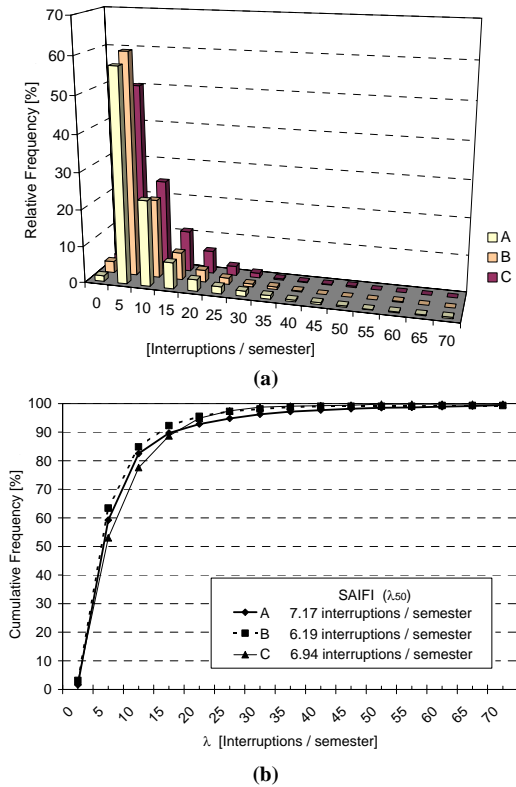 70
60
50
40
30
20
10
0
Relative Frequency [%]
0 5 10 15 20 25 30 35 40 45 50 55 60 65 70
[Interruptions / semester]
A
B
C
(a)
100
90
80
70
60
50
40
30
20
10
0
Cumulative Frequency [%]
SAIFI (λ50)
A 7.17 interruptions / semester
B 6.19 interruptions / semester
C 6.94 interruptions / semester
0 5 10 15 20 25 30 35 40 45 50 55 60 65 70
λ [Interruptions / semester]
(b)